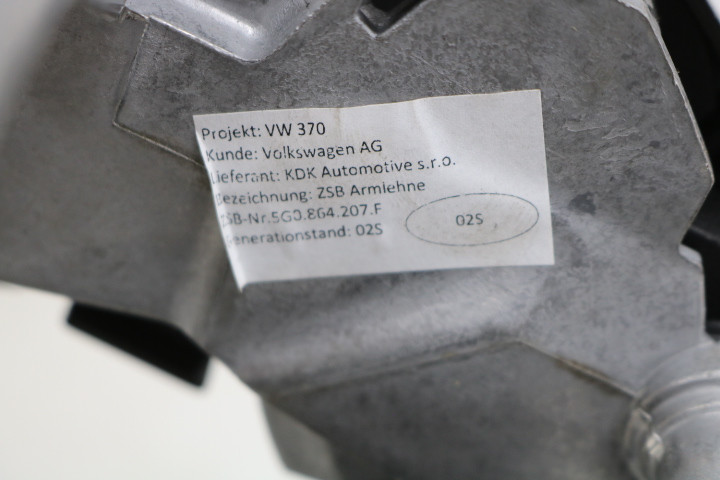 Projekt: VW 370
Kunde: Volkswagen AG
Lieferant: KDK Automotive s.r.o.
Bezeichnung: ZSB Armlehne
ZSB-Nr.5G0.864.207.F
Generationstand: 02S
02S